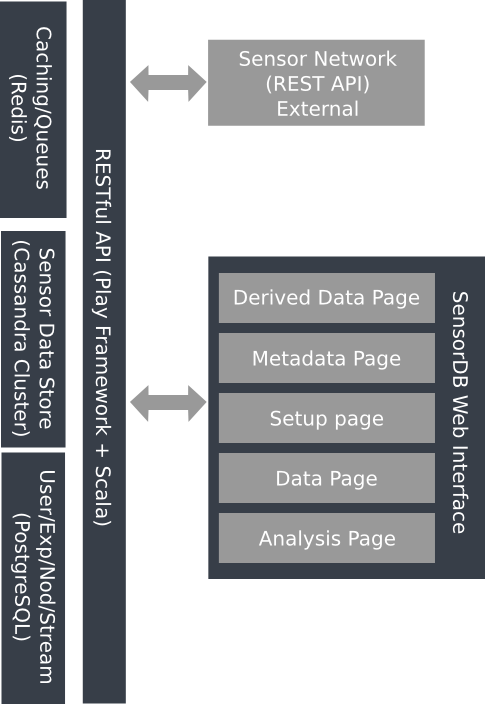 Caching/Queues
(Redis)
Sensor Data Store
(Cassandra Cluster)
User/Exp/Nod/Stream
(PostgreSQL)
RESTful API (Play Framework + Scala)
Sensor Network
(REST API)
External
Derived Data Page
Metadata Page
Setup page
Data Page
Analysis Page
SensorDB Web Interface